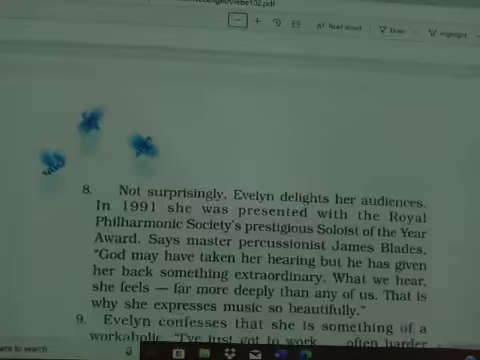 ebe102.pdf
Read aloud Draw Highlight
8. Not surprisingly, Evelyn delights her audiences.
In 1991 she was presented with the Royal
Philharmonic Society's prestigious Soloist of the Year
Award. Says master percussionist James Blades,
"God may have taken her hearing but he has given
her back something extraordinary. What we hear,
she feels — far more deeply than any of us. That is
why she expresses music so beautifully."
9. Evelyn confesses that she is something of a
workaholic. "I've just got to work often harder
ere to search